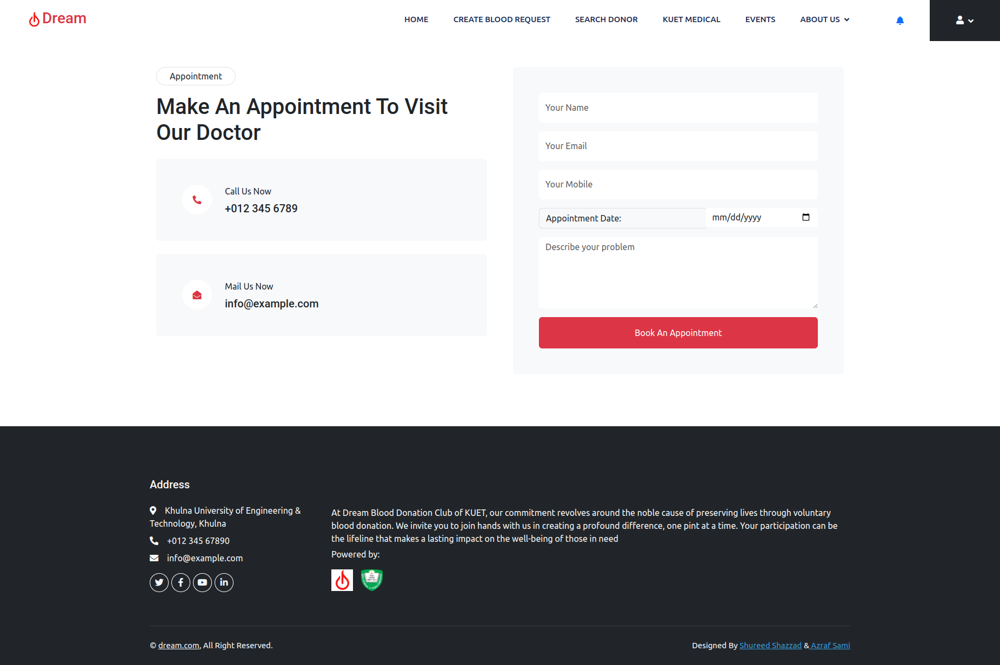 Dream
HOME CREATE BLOOD REQUEST SEARCH DONOR KUET MEDICAL EVENTS ABOUT US
Appointment
Make An Appointment To Visit
Our Doctor
Call Us Now
+012 345 6789
Mail Us Now
info@example.com
Your Name
Your Email
Your Mobile
Appointment Date: mm/dd/yyyy
Describe your problem
Book An Appointment
Address
Khulna University of Engineering &
Technology, Khulna
+012 345 67890
info@example.com
At Dream Blood Donation Club of KUET, our commitment revolves around the noble cause of preserving lives through voluntary
blood donation. We invite you to join hands with us in creating a profound difference, one pint at a time. Your participation can be
the lifeline that makes a lasting impact on the well-being of those in need
Powered by:
© dream.com, All Right Reserved.
Designed By Shureed Shazzad & Azraf Sami